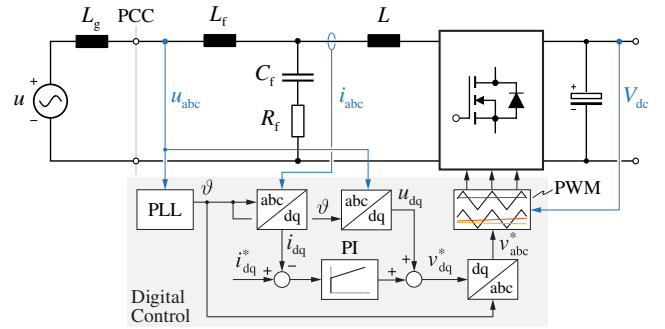 L_g
PCC
L_f
L
u
u_abc
C_f
R_f
i_abc
V_dc
PLL
ϑ
abc
dq
ϑ
abc
dq
u_dq
PWM
i*_dq
i_dq
PI
v*_dq
v*_abc
dq
abc
Digital
Control